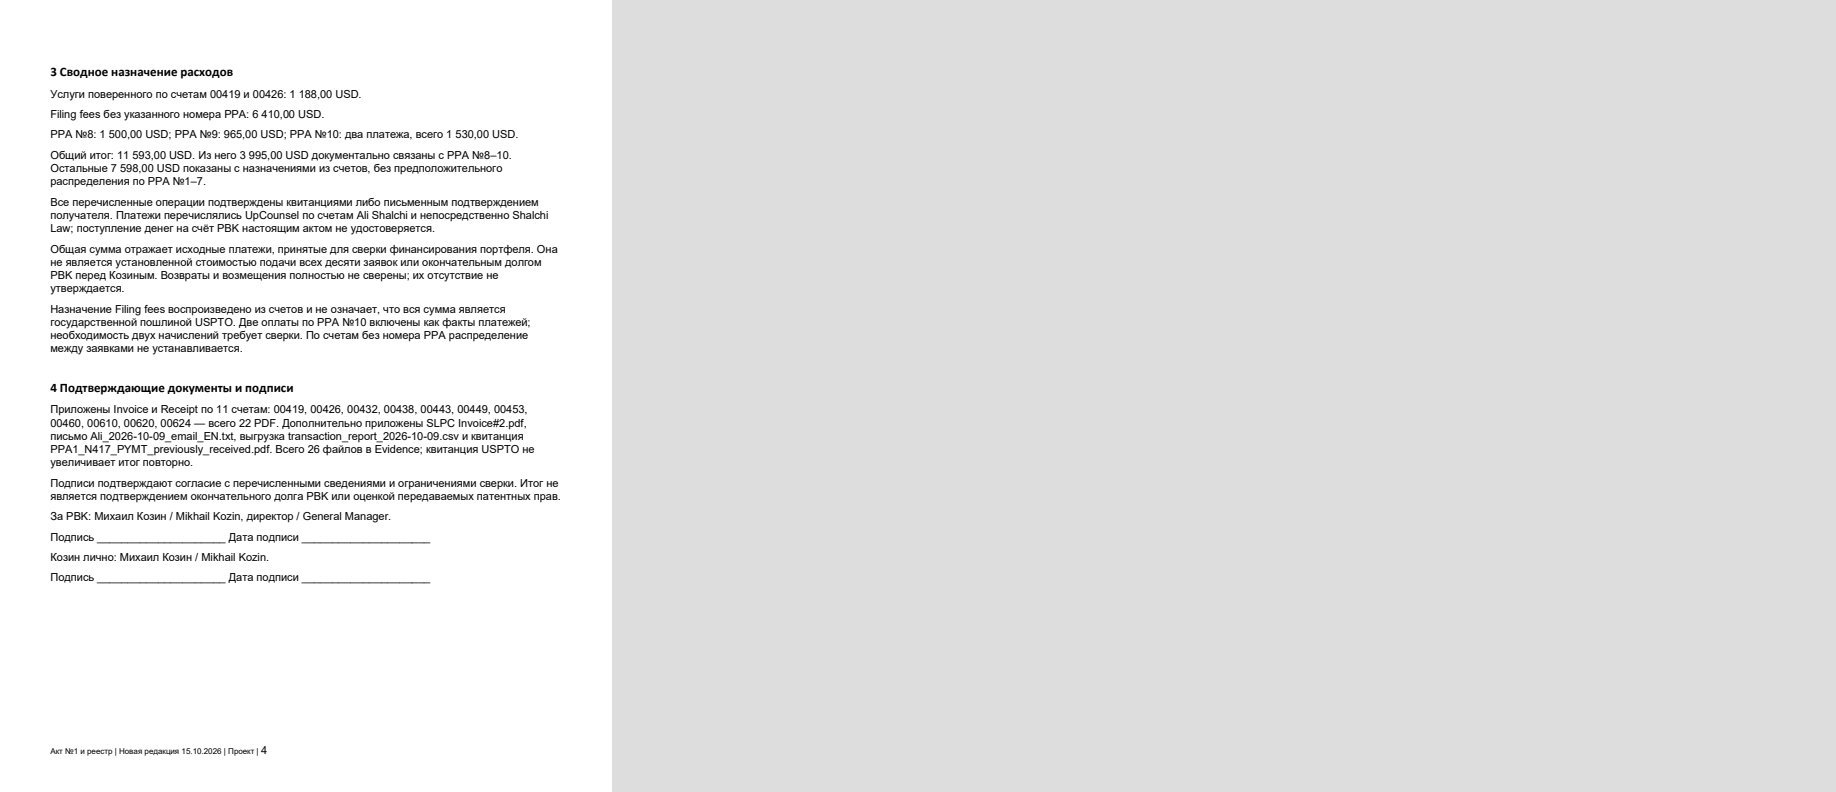 3 Сводное назначение расходов
Услуги поверенного по счетам 00419 и 00426: 1 188,00 USD.
Filing fees без указанного номера PPA: 6 410,00 USD.
PPA №8: 1 500,00 USD; PPA №9: 965,00 USD; PPA №10: два платежа, всего 1 530,00 USD.
Общий итог: 11 593,00 USD. Из него 3 995,00 USD документально связаны с PPA №8–10.
Остальные 7 598,00 USD показаны с назначениями из счетов, без предположительного
распределения по PPA №1–7.
Все перечисленные операции подтверждены квитанциями либо письменным подтверждением
получателя. Платежи перечислялись UpCounsel по счетам Ali Shalchi и непосредственно Shalchi
Law; поступление денег на счёт PBK настоящим актом не удостоверяется.
Общая сумма отражает исходные платежи, принятые для сверки финансирования портфеля. Она
не является установленной стоимостью подачи всех десяти заявок или окончательным долгом
PBK перед Козиным. Возвраты и возмещения полностью не сверены; их отсутствие не
утверждается.
Назначение Filing fees воспроизведено из счетов и не означает, что вся сумма является
государственной пошлиной USPTO. Две оплаты по PPA №10 включены как факты платежей;
необходимость двух начислений требует сверки. По счетам без номера PPA распределение
между заявками не устанавливается.
4 Подтверждающие документы и подписи
Приложены Invoice и Receipt по 11 счетам: 00419, 00426, 00432, 00438, 00443, 00449, 00453,
00460, 00610, 00620, 00624 — всего 22 PDF. Дополнительно приложены SLPC Invoice#2.pdf,
письмо Ali_2026-10-09_email_EN.txt, выгрузка transaction_report_2026-10-09.csv и квитанция
PPA1_N417_PYMT_previously_received.pdf. Всего 26 файлов в Evidence; квитанция USPTO не
увеличивает итог повторно.
Подписи подтверждают согласие с перечисленными сведениями и ограничениями сверки. Итог не
является подтверждением окончательного долга PBK или оценкой передаваемых патентных прав.
За PBK: Михаил Козин / Mikhail Kozin, директор / General Manager.
Подпись _____________________ Дата подписи _____________________
Козин лично: Михаил Козин / Mikhail Kozin.
Подпись _____________________ Дата подписи _____________________
Акт №1 и реестр | Новая редакция 15.10.2026 | Проект | 4